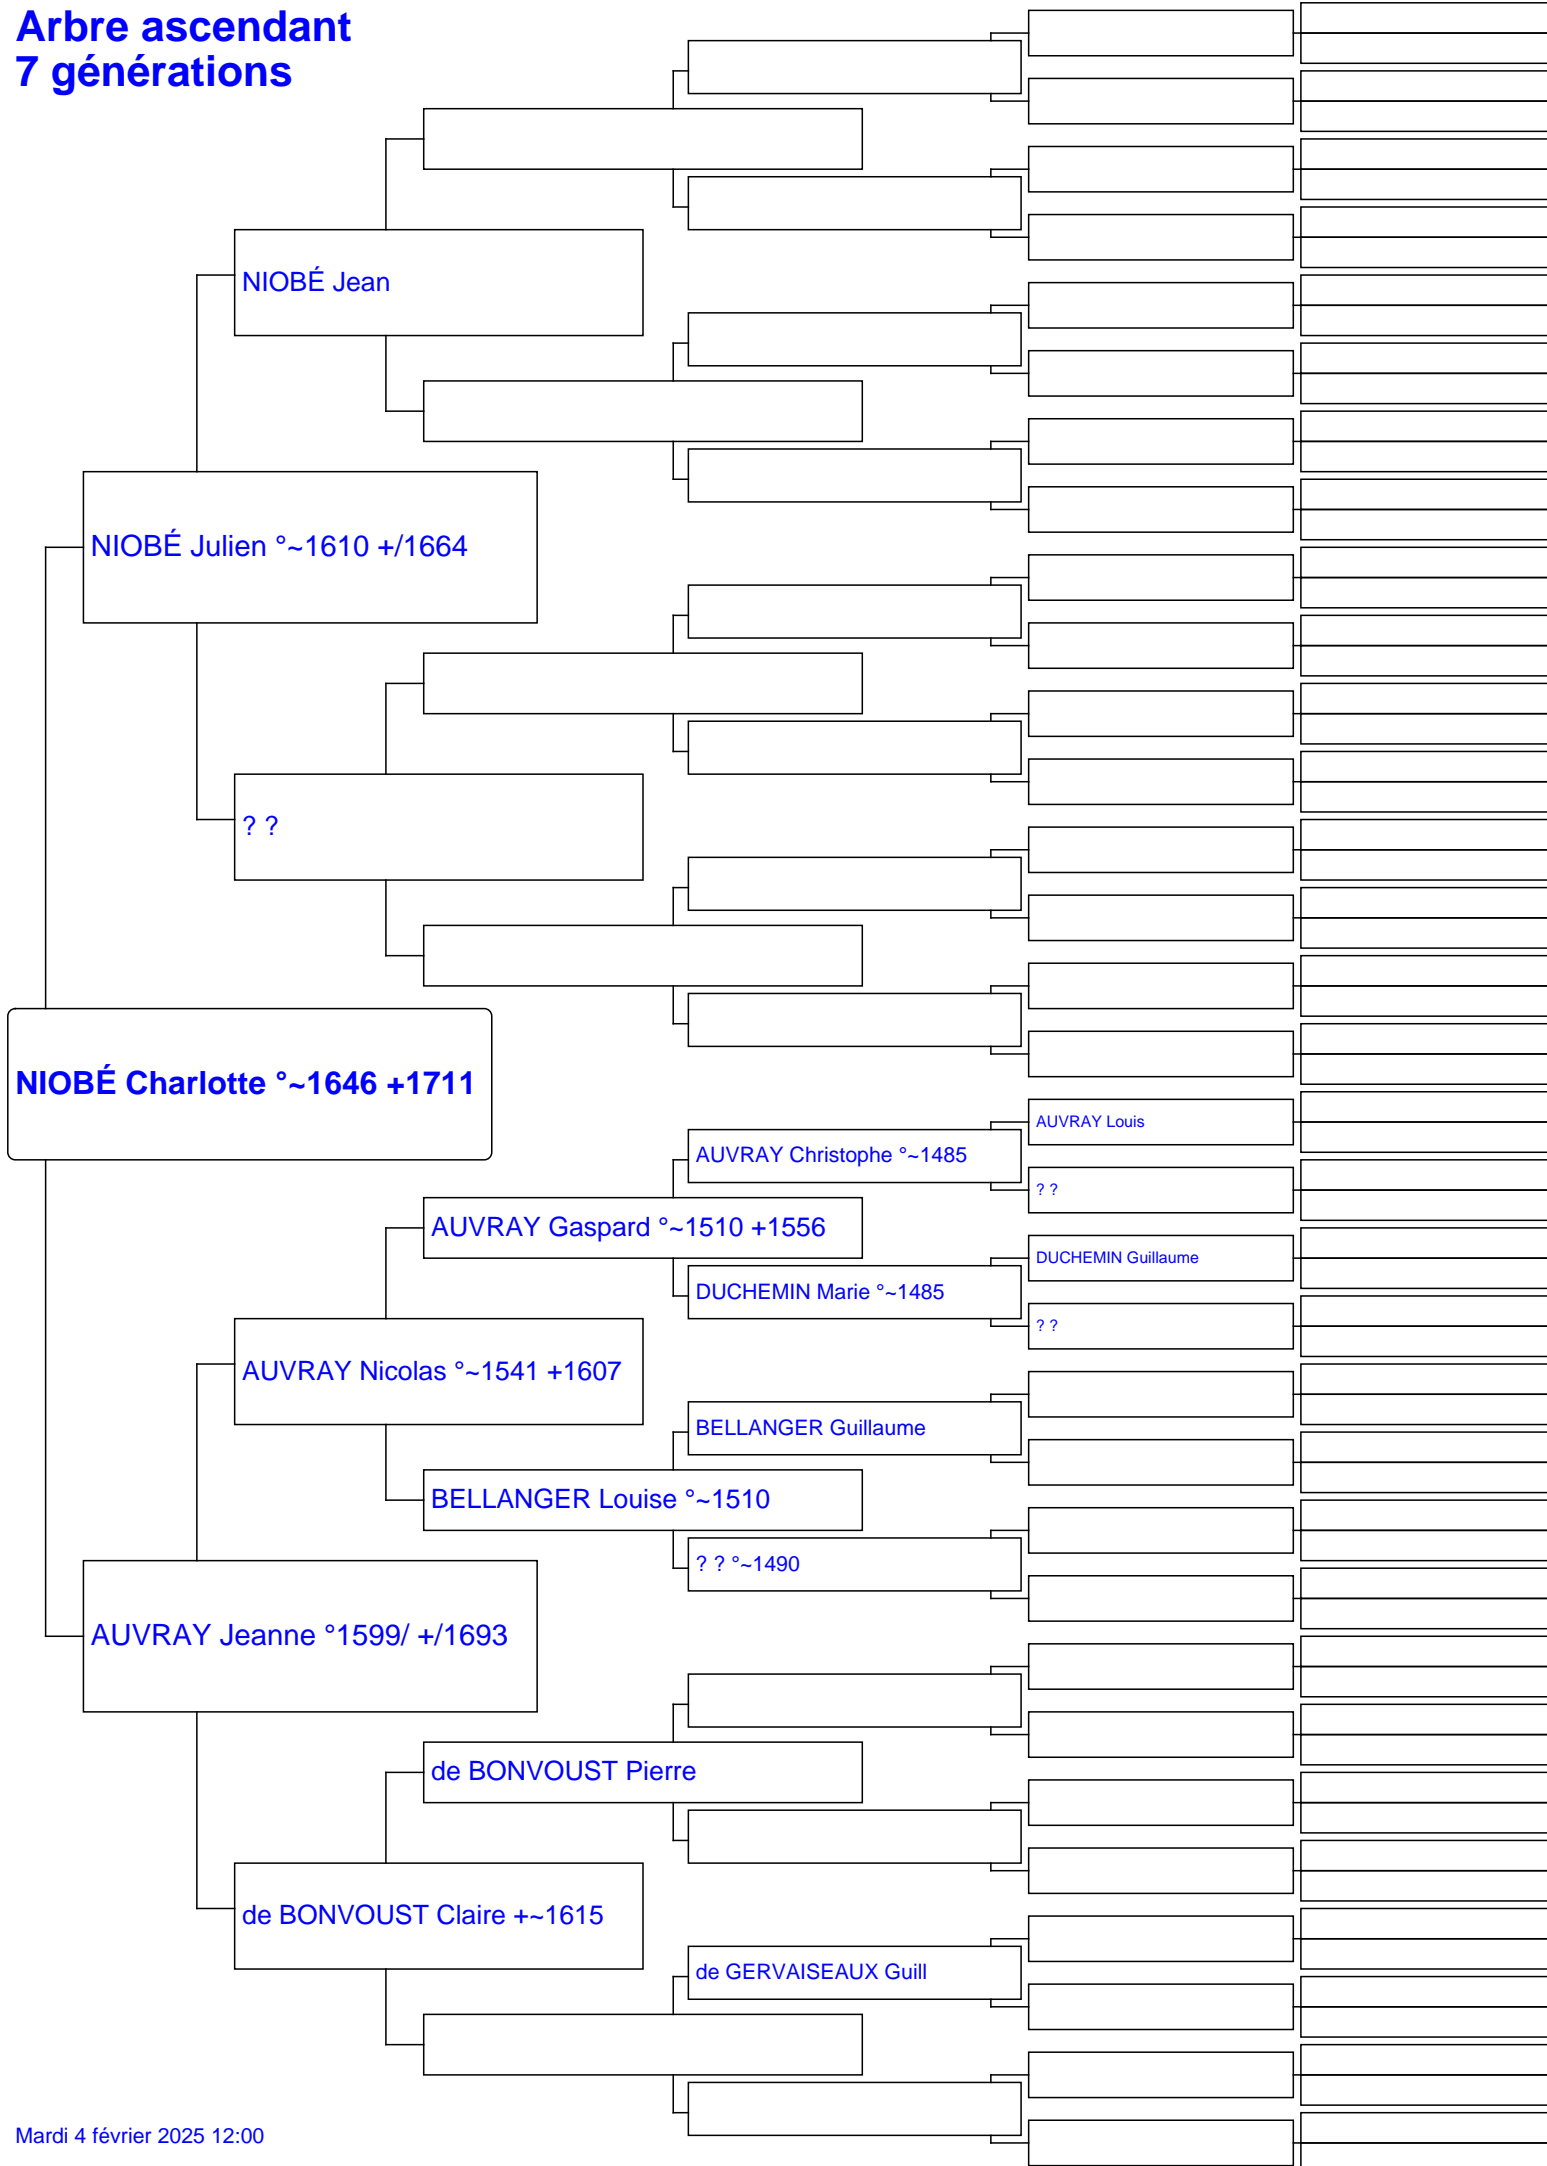 Arbre ascendant
7 générations
NIOBÉ Jean
NIOBÉ Julien °~1610 +/1664
? ?
NIOBÉ Charlotte °~1646 +1711
AUVRAY Louis
AUVRAY Christophe °~1485
? ?
AUVRAY Gaspard °~1510 +1556
DUCHEMIN Guillaume
DUCHEMIN Marie °~1485
? ?
AUVRAY Nicolas °~1541 +1607
BELLANGER Guillaume
BELLANGER Louise °~1510
? ? °~1490
AUVRAY Jeanne °1599/ +/1693
de BONVOUST Pierre
de BONVOUST Claire +~1615
de GERVAISEAUX Guill
Mardi 4 février 2025 12:00